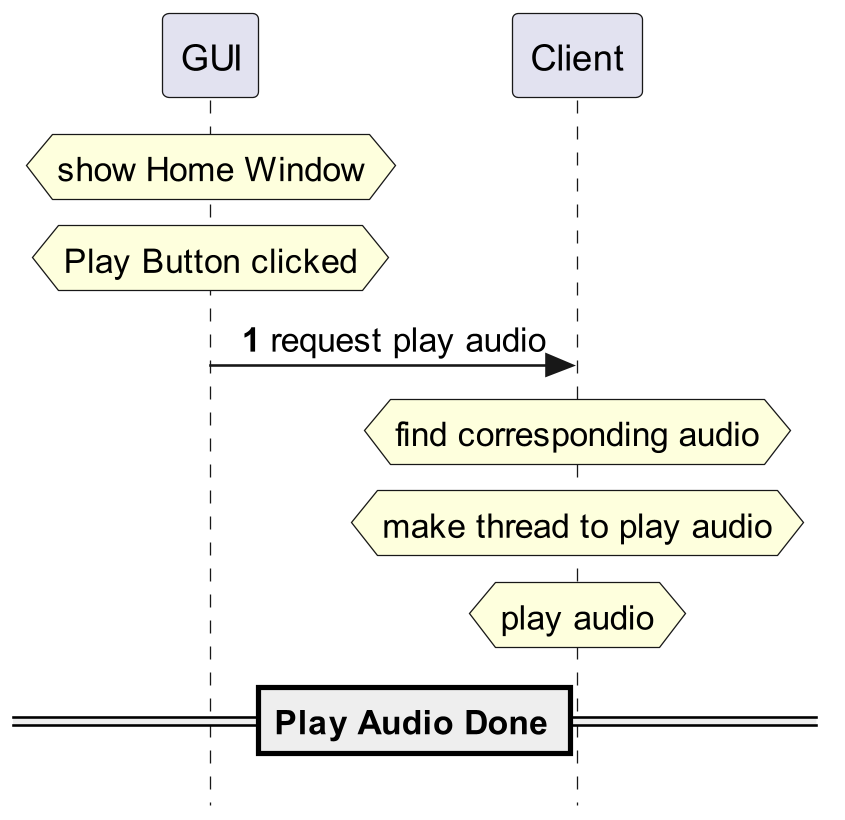 GUI
Client
show Home Window
Play Button clicked
1 request play audio
find corresponding audio
make thread to play audio
play audio
Play Audio Done